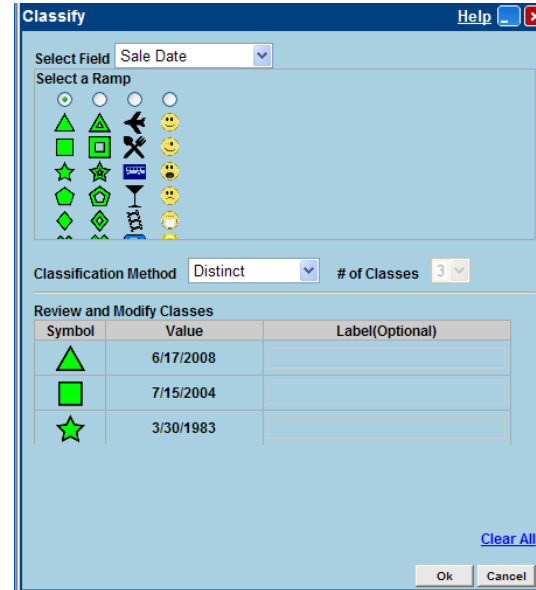 Classify Help
Select Field Sale Date
Select a Ramp
Classification Method Distinct # of Classes 3
Review and Modify Classes
Symbol Value Label(Optional)
6/17/2008
7/15/2004
3/30/1983
Clear All
Ok Cancel